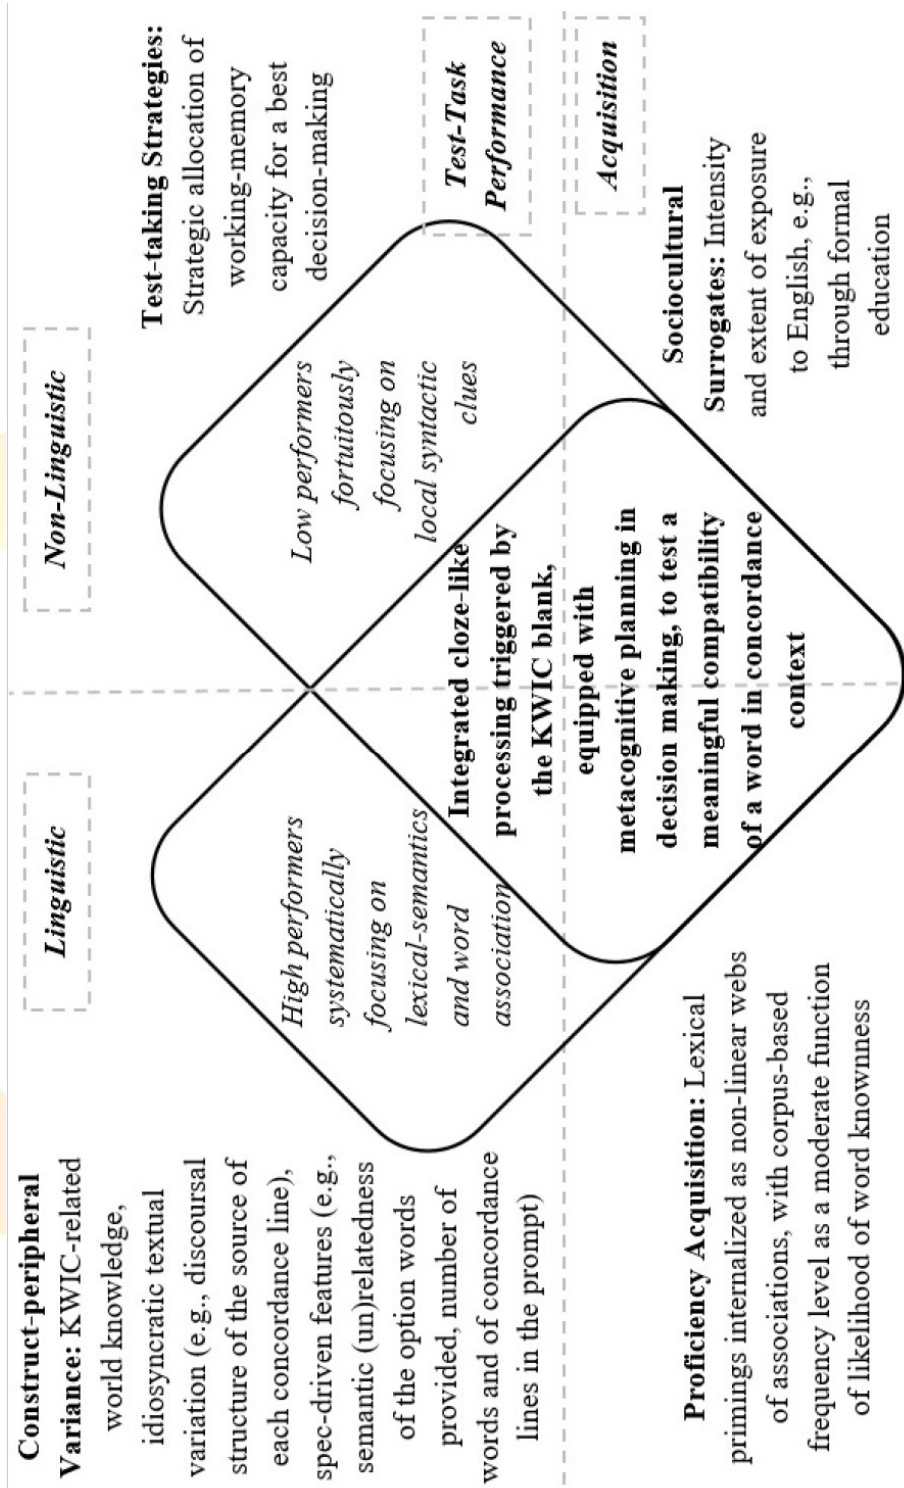 Linguistic
Non-Linguistic
Construct-peripheral
Variance: KWIC-related
world knowledge,
idiosyncratic textual
variation (e.g., discoursal
structure of the source of
each concordance line),
spec-driven features (e.g.,
semantic (un)relatedness
of the option words
provided, number of
words and of concordance
lines in the prompt)
High performers
systematically
focusing on
lexical-semantics
and word
association
Low performers
fortuitously
focusing on
local syntactic
clues
Test-taking Strategies:
Strategic allocation of
working-memory
capacity for a best
decision-making
Test-Task
Performance
Integrated cloze-like
processing triggered by
the KWIC blank,
equipped with
metacognitive planning in
decision making, to test a
meaningful compatibility
of a word in concordance
context
Acquisition
Proficiency Acquisition: Lexical
primings internalized as non-linear webs
of associations, with corpus-based
frequency level as a moderate function
of likelihood of word knownness
Sociocultural
Surrogates: Intensity
and extent of exposure
to English, e.g.,
through formal
education